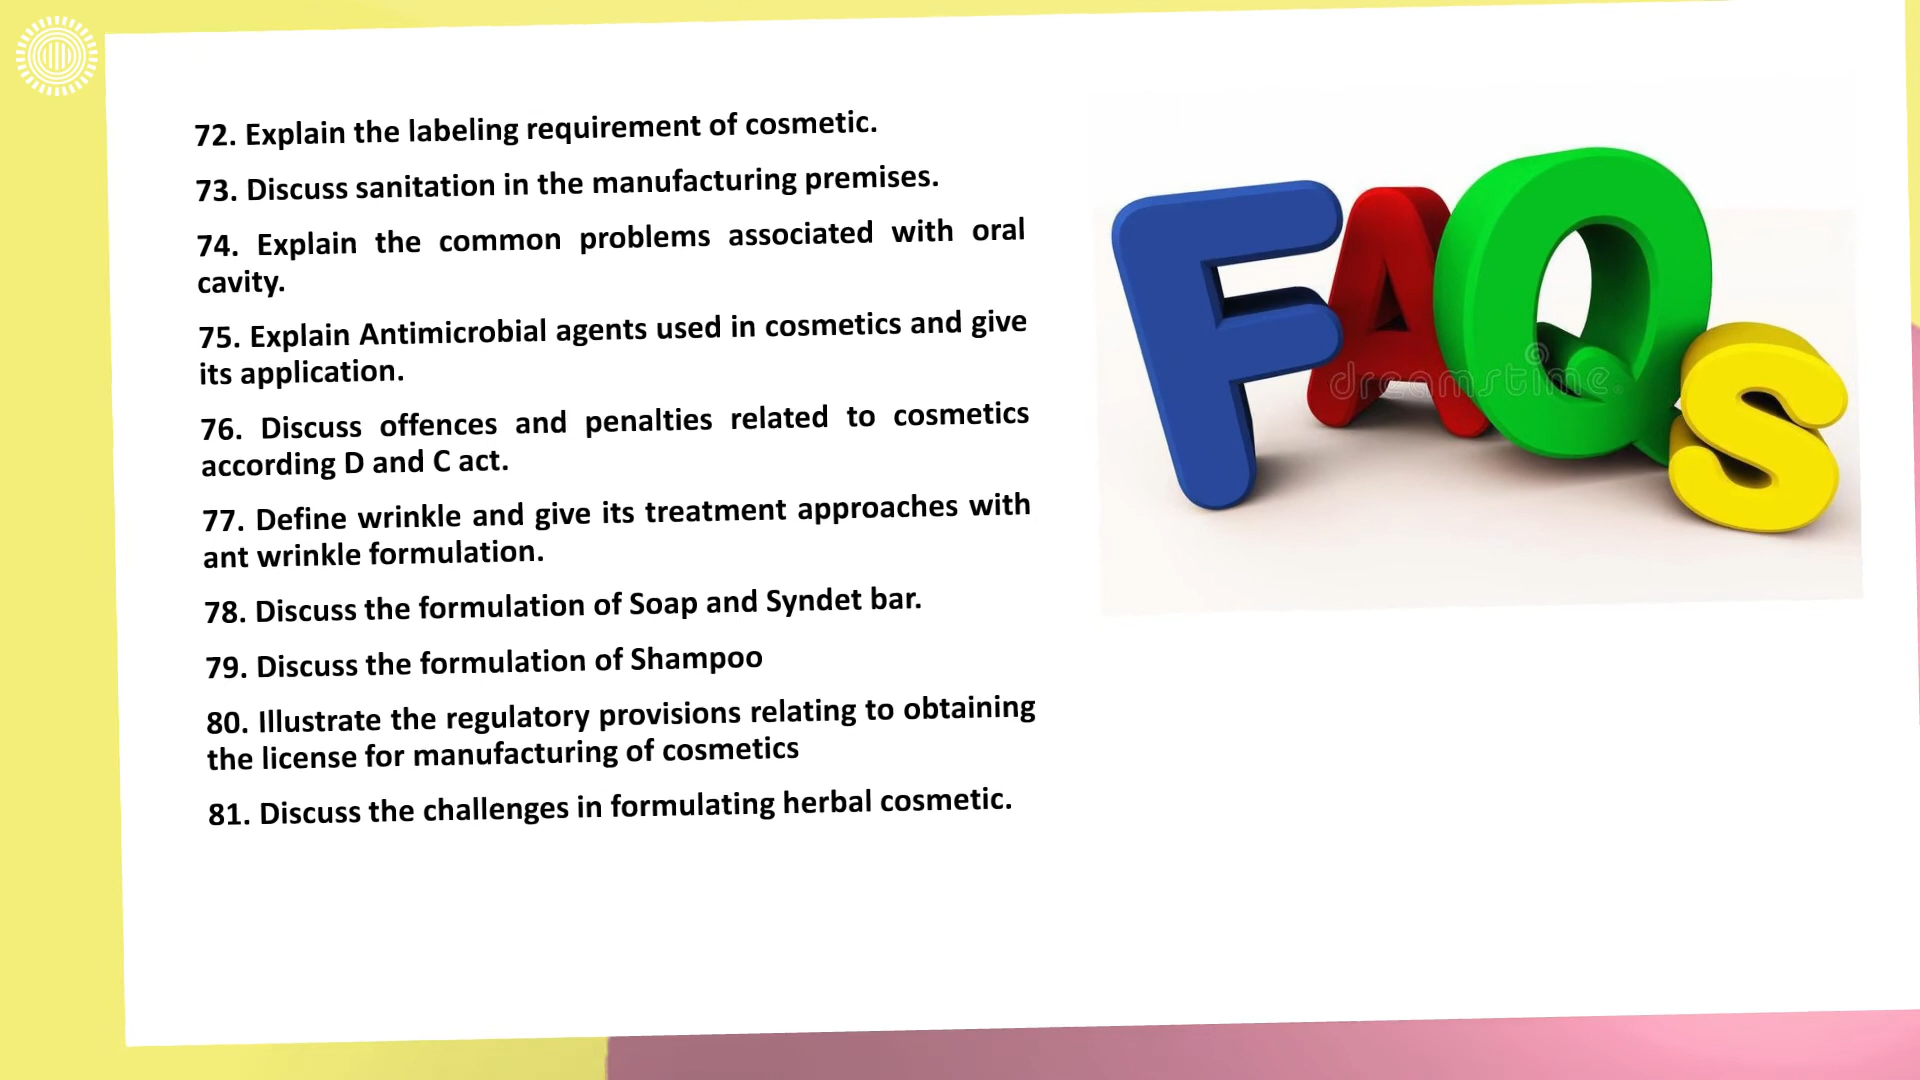 72. Explain the labeling requirement of cosmetic.
73. Discuss sanitation in the manufacturing premises.
74. Explain the common problems associated with oral
cavity.
75. Explain Antimicrobial agents used in cosmetics and give
its application.
76. Discuss offences and penalties related to cosmetics
according D and C act.
77. Define wrinkle and give its treatment approaches with
ant wrinkle formulation.
78. Discuss the formulation of Soap and Syndet bar.
79. Discuss the formulation of Shampoo
80. Illustrate the regulatory provisions relating to obtaining
the license for manufacturing of cosmetics
81. Discuss the challenges in formulating herbal cosmetic.
FAQs
dreamstime.